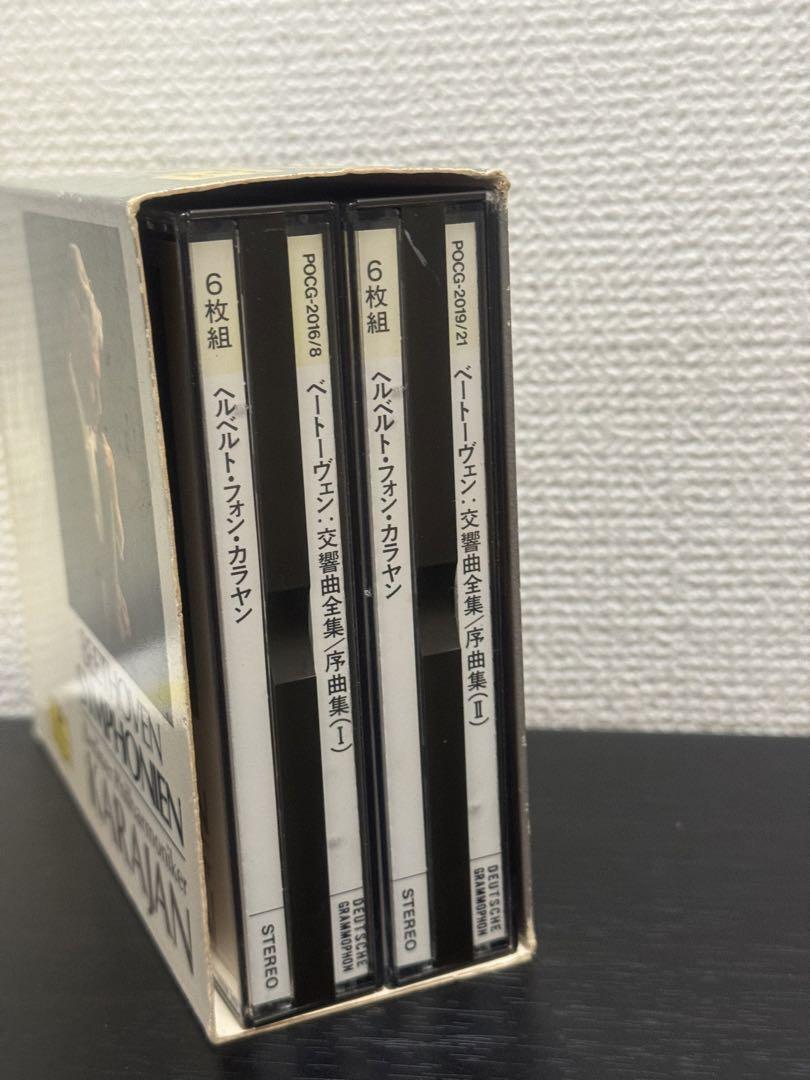 BEETHOVEN
SYMPHONIEN
KARAJAN
6枚組
ヘルベルト・フォン・カラヤン
STEREO
POCG-2016/8
ベートーヴェン:交響曲全集/序曲集(Ⅰ)
DEUTSCHE
GRAMMOPHON
6枚組
ヘルベルト・フォン・カラヤン
STEREO
POCG-2019/21
ベートーヴェン:交響曲全集/序曲集(Ⅱ)
DEUTSCHE
GRAMMOPHON